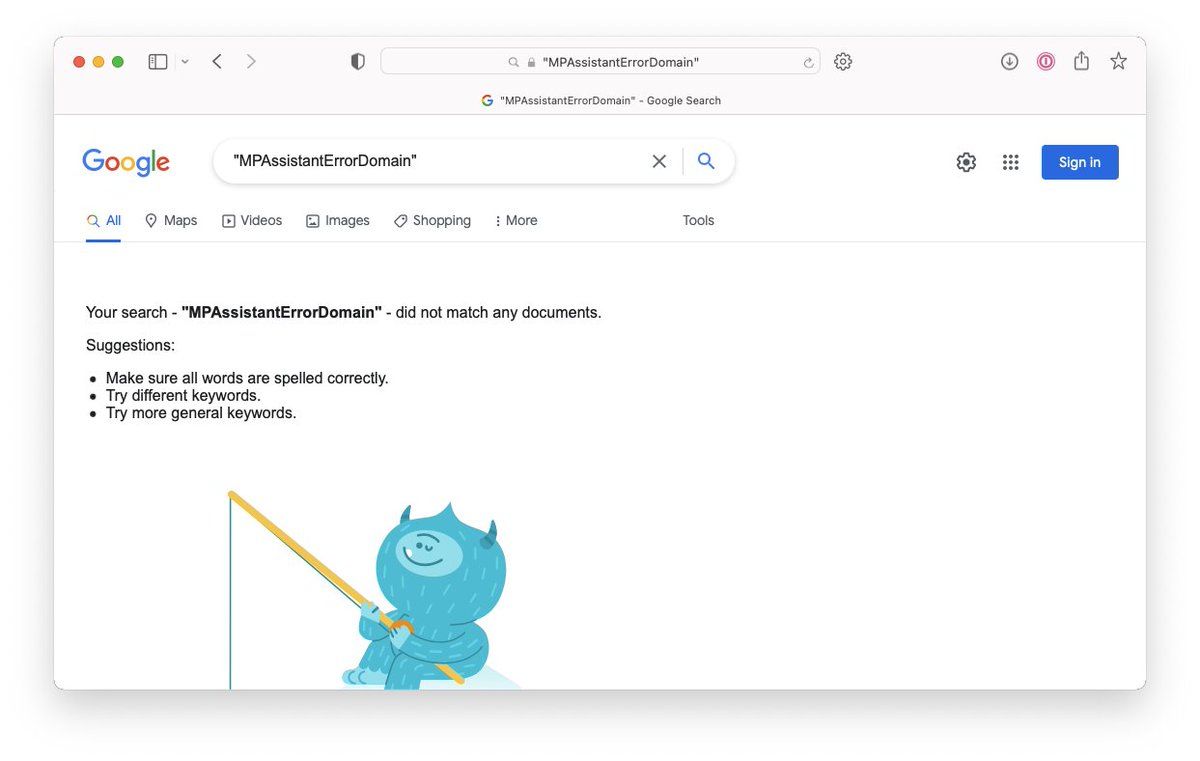 "MPAssistantErrorDomain"
"MPAssistantErrorDomain" - Google Search
Google
"MPAssistantErrorDomain"
Sign in
All
Maps
Videos
Images
Shopping
More
Tools
Your search - "MPAssistantErrorDomain" - did not match any documents.
Suggestions:
Make sure all words are spelled correctly.
Try different keywords.
Try more general keywords.